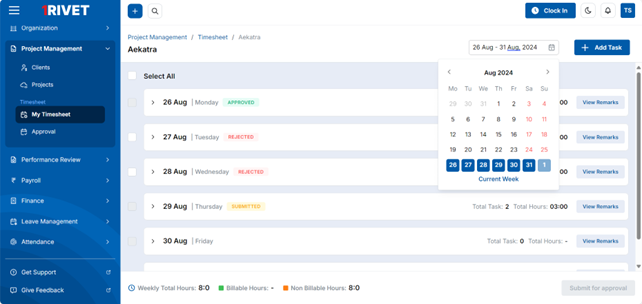 1RIVET
Organization
Project Management
Clients
Projects
Timesheet
My Timesheet
Approval
Performance Review
Payroll
Finance
Leave Management
Attendance
Get Support
Give Feedback
Clock In
TS
Project Management / Timesheet / Aekatra
Aekatra
26 Aug - 31 Aug, 2024
Add Task
Select All
Aug 2024
Mo Tu We Th Fr Sa Su
29 30 31 1 2 3 4
5 6 7 8 9 10 11
12 13 14 15 16 17 18
19 20 21 22 23 24 25
26 27 28 29 30 31 1
Current Week
26 Aug | Monday APPROVED :00 View Remarks
27 Aug | Tuesday REJECTED :00 View Remarks
28 Aug | Wednesday REJECTED :00 View Remarks
29 Aug | Thursday SUBMITTED Total Task: 2 Total Hours: 03:00 View Remarks
30 Aug | Friday Total Task: 0 Total Hours: - View Remarks
Weekly Total Hours: 8:0 Billable Hours: - Non Billable Hours: 8:0
Submit for approval